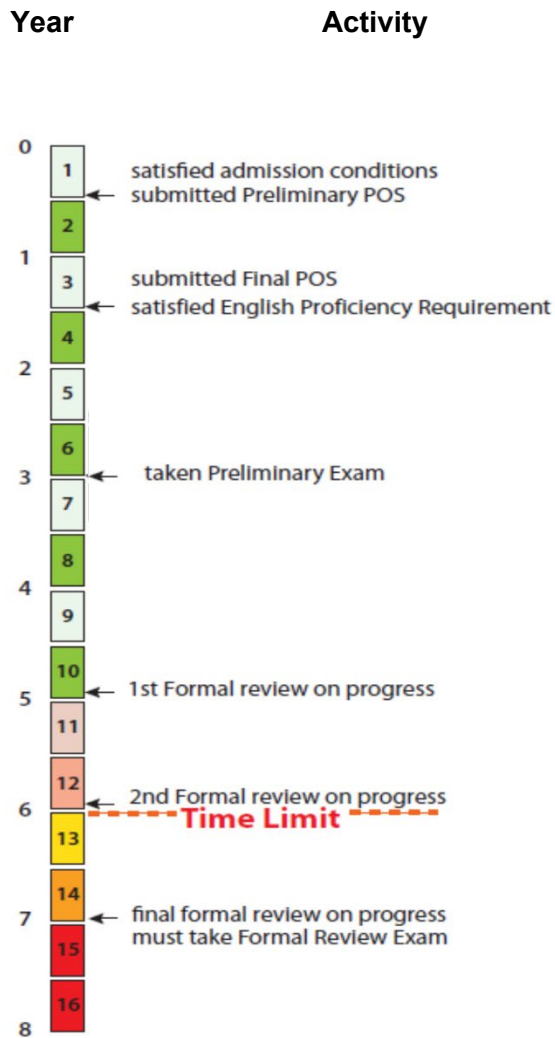 Year Activity
0
1 satisfied admission conditions
submitted Preliminary POS
2
1
3 submitted Final POS
satisfied English Proficiency Requirement
4
2
5
6
3 taken Preliminary Exam
7
8
4
9
10
1st Formal review on progress
5
11
12
2nd Formal review on progress
6 Time Limit
13
14
7 final formal review on progress
must take Formal Review Exam
15
16
8